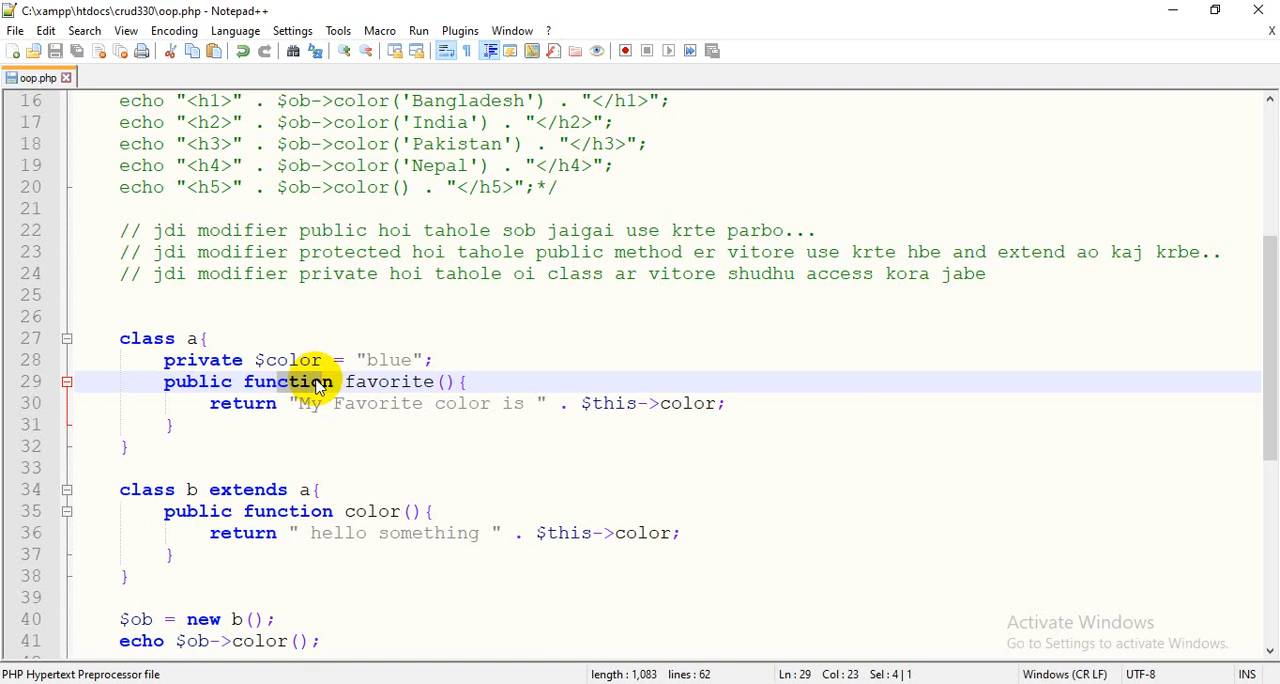 C:\xampp\htdocs\crud330\oop.php - Notepad++
File Edit Search View Encoding Language Settings Tools Macro Run Plugins Window ? X
oop.php
16 echo "<h1>" . $ob->color('Bangladesh') . "</h1>";
17 echo "<h2>" . $ob->color('India') . "</h2>";
18 echo "<h3>" . $ob->color('Pakistan') . "</h3>";
19 echo "<h4>" . $ob->color('Nepal') . "</h4>";
20 echo "<h5>" . $ob->color() . "</h5>";*/
21
22 // jdi modifier public hoi tahole sob jaigai use krte parbo...
23 // jdi modifier protected hoi tahole public method er vitore use krte hbe and extend ao kaj krbe..
24 // jdi modifier private hoi tahole oi class ar vitore shudhu access kora jabe
25
26
27 class a{
28 private $color = "blue";
29 public function favorite(){
30 return "My Favorite color is " . $this->color;
31 }
32 }
33
34 class b extends a{
35 public function color(){
36 return " hello something " . $this->color;
37 }
38 }
39
40 $ob = new b();
41 echo $ob->color();
Activate Windows
Go to Settings to activate Windows.
PHP Hypertext Preprocessor file length : 1,083 lines : 62 Ln : 29 Col : 23 Sel : 4 | 1 Windows (CR LF) UTF-8 INS